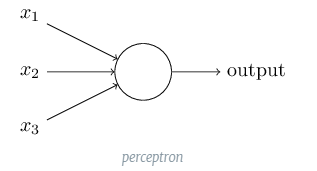 x₁
x₂
output
x₃
perceptron